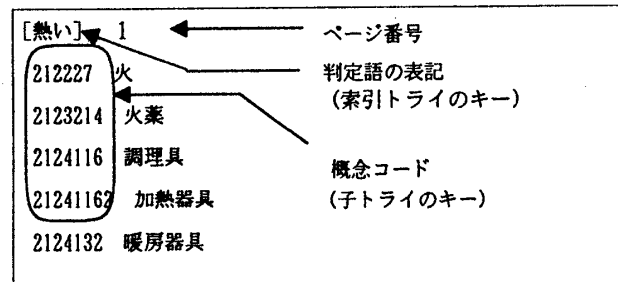 [熱い] 1 ページ番号
212227 火 判定語の表記
(索引トライのキー)
2123214 火薬
2124116 調理具 概念コード
21241162 加熱器具 (子トライのキー)
2124132 暖房器具